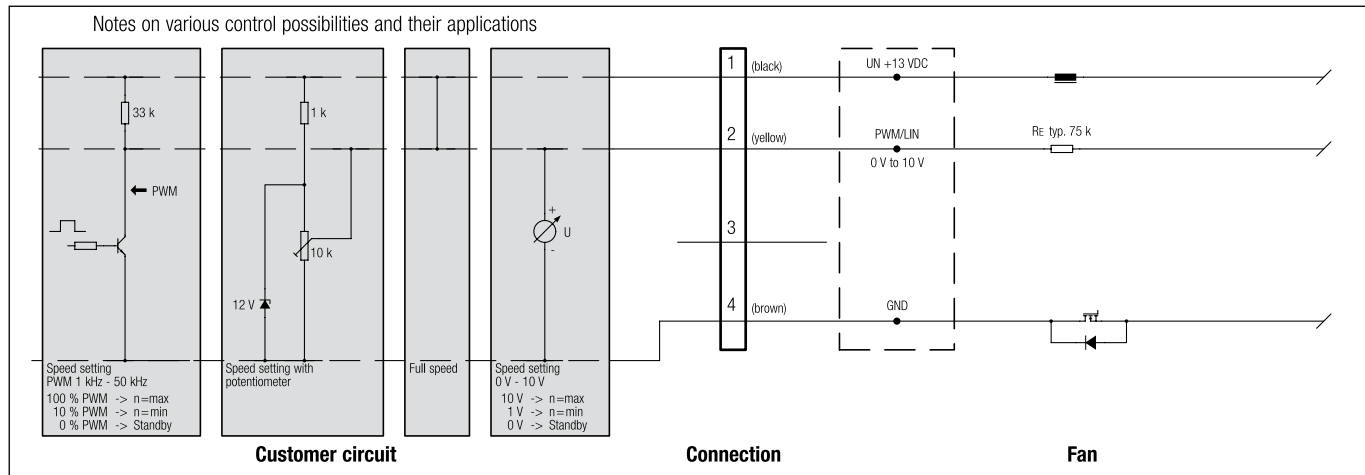 Notes on various control possibilities and their applications
33 k
PWM
Speed setting
PWM 1 kHz - 50 kHz
100 % PWM -> n=max
10 % PWM -> n=min
0 % PWM -> Standby
1 k
10 k
12 V
Speed setting with
potentiometer
Full speed
+
U
-
Speed setting
0 V - 10 V
10 V -> n=max
1 V -> n=min
0 V -> Standby
Customer circuit
1 (black)
2 (yellow)
3
4 (brown)
Connection
UN +13 VDC
PWM/LIN
0 V to 10 V
GND
RE typ. 75 k
Fan